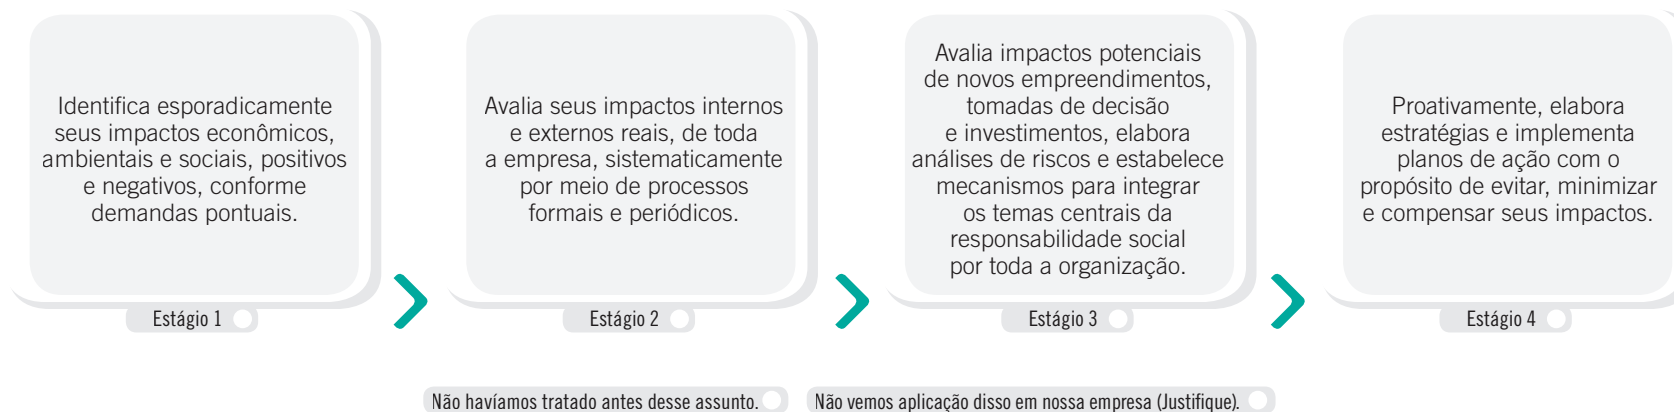 Identifica esporadicamente
seus impactos econômicos,
ambientais e sociais, positivos
e negativos, conforme
demandas pontuais.
Estágio 1
Avalia seus impactos internos
e externos reais, de toda
a empresa, sistematicamente
por meio de processos
formais e periódicos.
Estágio 2
Avalia impactos potenciais
de novos empreendimentos,
tomadas de decisão
e investimentos, elabora
análises de riscos e estabelece
mecanismos para integrar
os temas centrais da
responsabilidade social
por toda a organização.
Estágio 3
Proativamente, elabora
estratégias e implementa
planos de ação com o
propósito de evitar, minimizar
e compensar seus impactos.
Estágio 4
Não havíamos tratado antes desse assunto.
Não vemos aplicação disso em nossa empresa (Justifique).